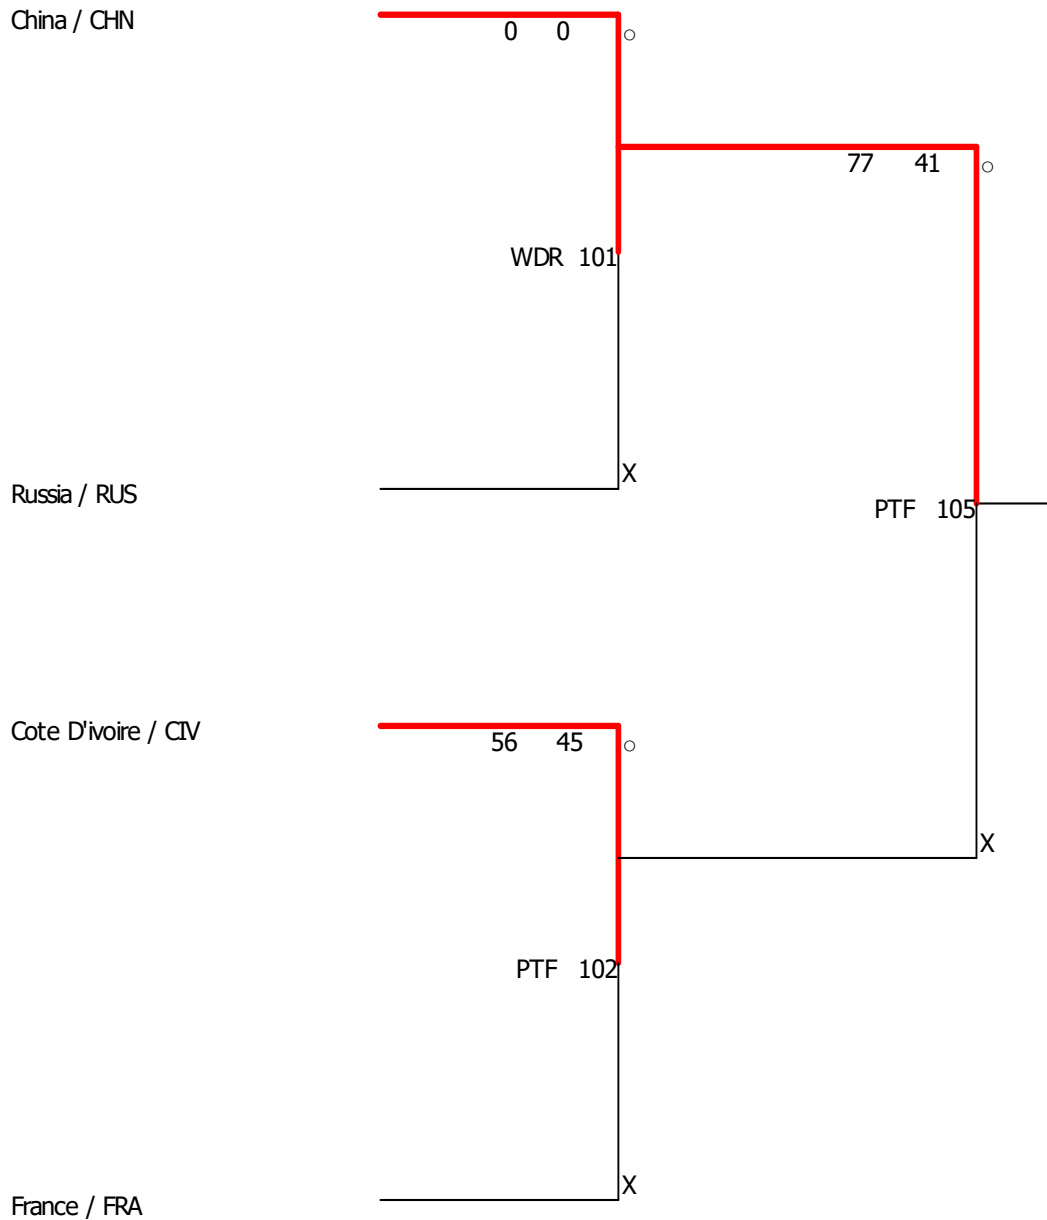 China / CHN
0 0
77 41
WDR 101
X
Russia / RUS
PTF 105
Cote D'ivoire / CIV
56 45
X
PTF 102
X
France / FRA